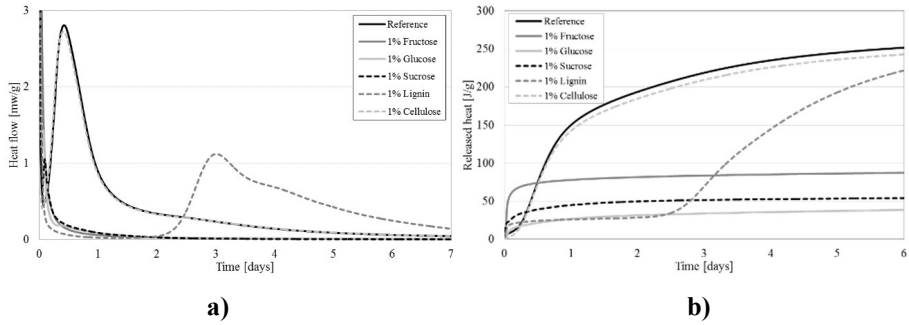 Heat flow [mw/g]
3
2
1
0
0
1
2
3
4
5
6
7
Time [days]
Reference
1% Fructose
1% Glucose
1% Sucrose
1% Lignin
1% Cellulose
a)
Released heat [J/g]
300
250
200
150
100
50
0
0
1
2
3
4
5
6
Time [days]
Reference
1% Fructose
1% Glucose
1% Sucrose
1% Lignin
1% Cellulose
b)